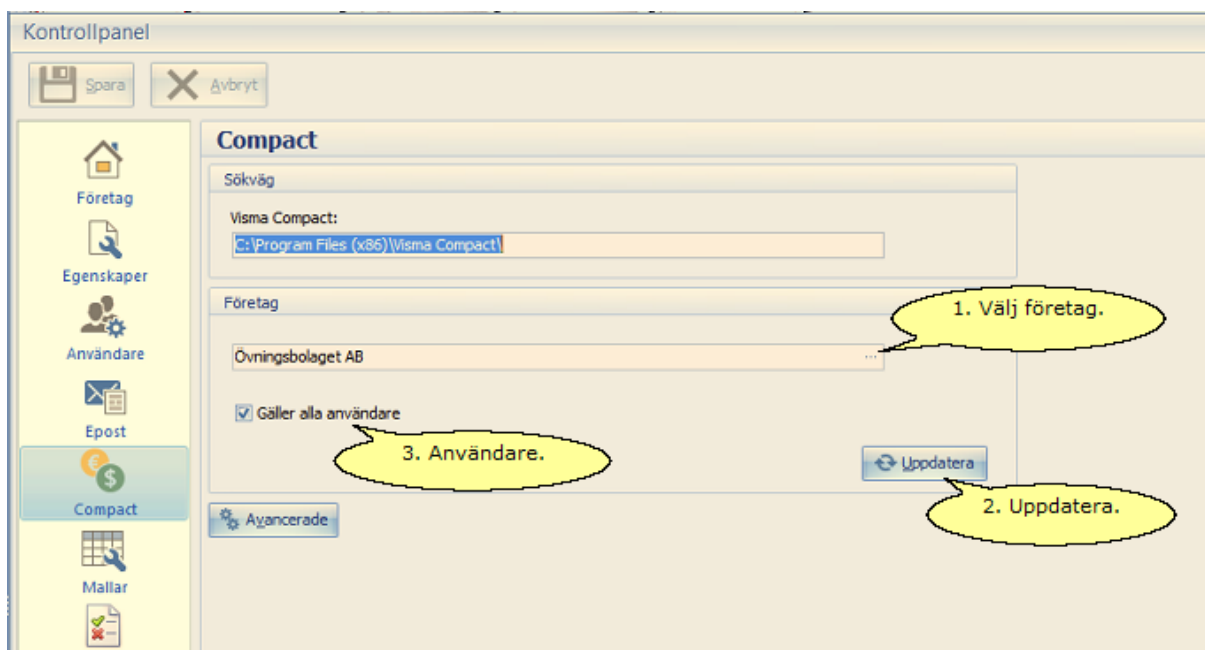 Kontrollpanel
Spara
Avbryt
Företag
Egenskaper
Användare
Epost
Compact
Mallar
Compact
Sökväg
Visma Compact:
C:\Program Files (x86)\Visma Compact\
Företag
1. Välj företag.
Övningsbolaget AB
...
Gäller alla användare
3. Användare.
Uppdatera
2. Uppdatera.
Avancerade